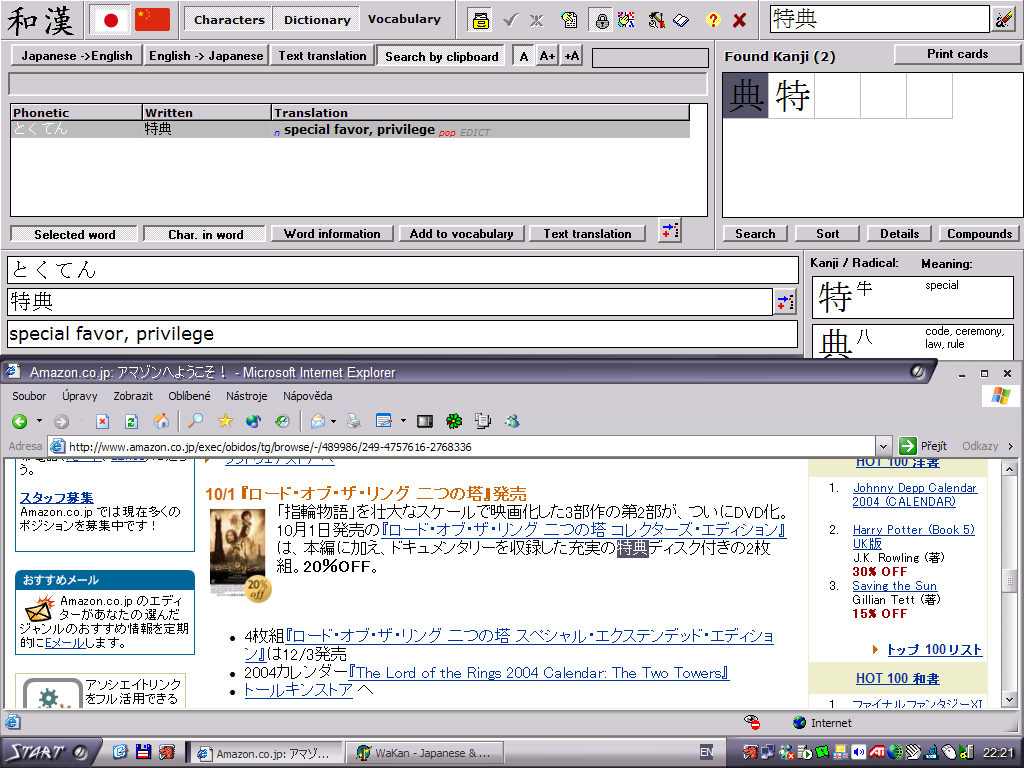 和漢
Characters
Dictionary
Vocabulary
特典
Japanese ->English
English -> Japanese
Text translation
Search by clipboard
A
A+
+A
Found Kanji (2)
Print cards
Phonetic Written Translation
とくてん 特典 n special favor, privilege pop EDICT
典 特
Selected word
Char. in word
Word information
Add to vocabulary
Text translation
Search
Sort
Details
Compounds
とくてん
特典
special favor, privilege
Kanji / Radical: Meaning:
特 牛 special
典 八 code, ceremony,
law, rule
Amazon.co.jp: アマゾンへようこそ! - Microsoft Internet Explorer
Soubor Úpravy Zobrazit Oblíbené Nástroje Nápověda
Adresa http://www.amazon.co.jp/exec/obidos/tg/browse/-/489986/249-4757616-2768336 Přejít Odkazy
う。
スタッフ募集
Amazon.co.jp では現在多くの
ポジションを募集中です!
おすすめメール
Amazon.co.jp のエディ
ターがあなたの選んだ
ジャンルのおすすめ情報を定期
的にEメールします。
アソシエイトリンク
をフル活用できる
10/1『ロード・オブ・ザ・リング 二つの塔』発売
「指輪物語」を壮大なスケールで映画化した3部作の第2部が、ついにDVD化。
10月1日発売の『ロード・オブ・ザ・リング 二つの塔 コレクターズ・エディション』
は、本編に加え、ドキュメンタリーを収録した充実の特典ディスク付きの2枚
組。20%OFF。
20%
off
4枚組『ロード・オブ・ザ・リング 二つの塔 スペシャル・エクステンデッド・エディショ
ン』は12/3発売
2004カレンダー『The Lord of the Rings 2004 Calendar: The Two Towers』
トールキンストア へ
HOT 100 洋書
1. Johnny Depp Calendar
2004 (CALENDAR)
2. Harry Potter (Book 5)
UK版
J.K. Rowling (著)
30% OFF
3. Saving the Sun
Gillian Tett (著)
15% OFF
トップ 100リスト
HOT 100 和書
1. ファイナルファンタジーXI
Internet
START
Amazon.co.jp: アマゾ...
WaKan - Japanese & ...
EN
22:21